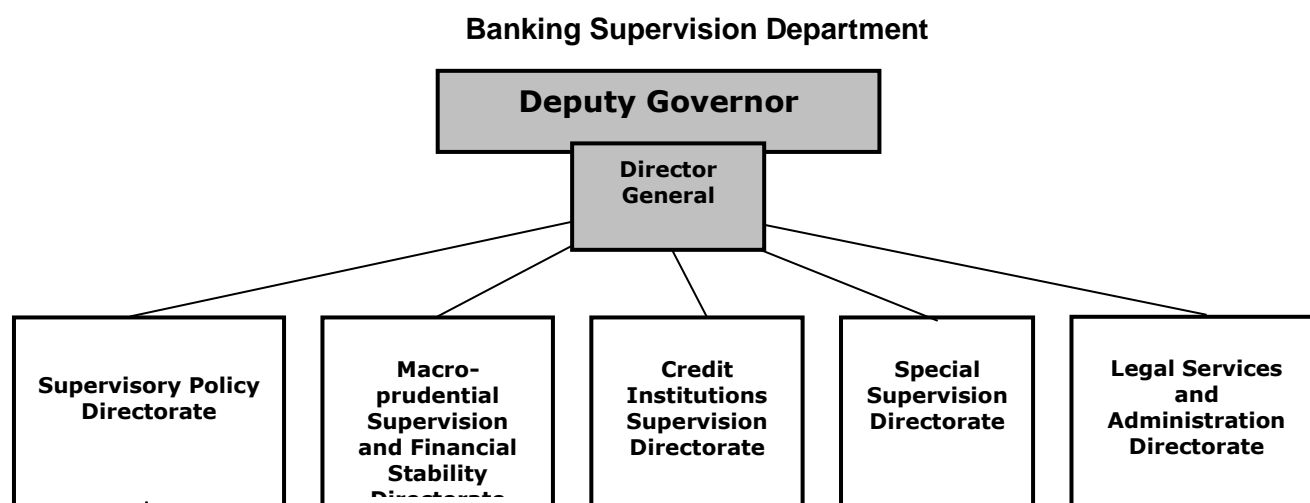 Banking Supervision Department
Deputy Governor
Director
General
Supervisory Policy
Directorate
Macro-
prudential
Supervision
and Financial
Stability
Directorate
Credit
Institutions
Supervision
Directorate
Special
Supervision
Directorate
Legal Services
and
Administration
Directorate